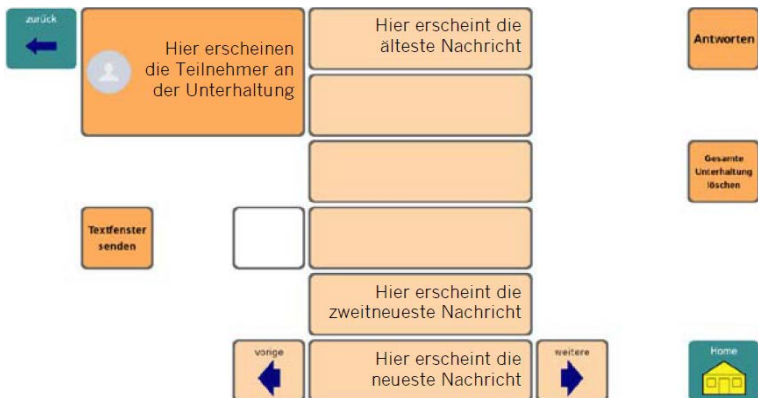 zurück
Hier erscheinen
die Teilnehmer an
der Unterhaltung
Hier erscheint die
älteste Nachricht
Antworten
Gesamte
Unterhaltung
löschen
Textfenster
senden
Hier erscheint die
zweitneueste Nachricht
vorige
Hier erscheint die
neueste Nachricht
weitere
Home